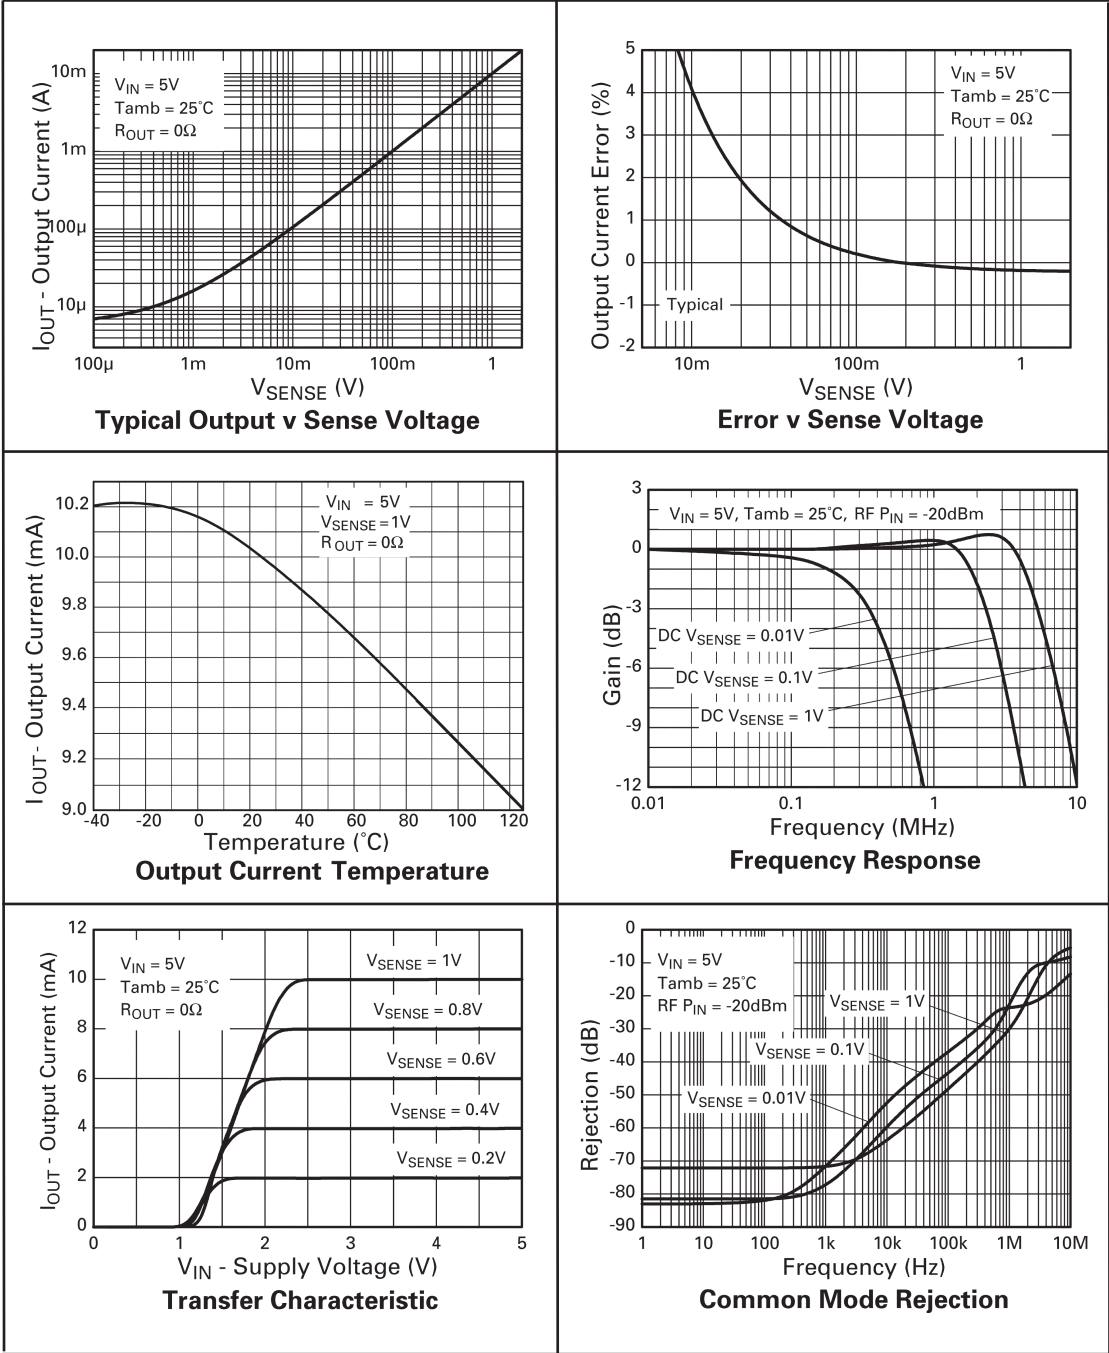 10m
1m
100µ
10µ
I_OUT - Output Current (A)
V_IN = 5V
Tamb = 25°C
R_OUT = 0Ω
100µ 1m 10m 100m 1
V_SENSE (V)
Typical Output v Sense Voltage
5
4
3
2
1
0
-1
-2
Output Current Error (%)
V_IN = 5V
Tamb = 25°C
R_OUT = 0Ω
Typical
10m 100m 1
V_SENSE (V)
Error v Sense Voltage
10.2
10.0
9.8
9.6
9.4
9.2
9.0
I_OUT - Output Current (mA)
V_IN = 5V
V_SENSE = 1V
R_OUT = 0Ω
-40 -20 0 20 40 60 80 100 120
Temperature (°C)
Output Current Temperature
3
0
-3
-6
-9
-12
Gain (dB)
V_IN = 5V, Tamb = 25°C, RF P_IN = -20dBm
DC V_SENSE = 0.01V
DC V_SENSE = 0.1V
DC V_SENSE = 1V
0.01 0.1 1 10
Frequency (MHz)
Frequency Response
12
10
8
6
4
2
0
I_OUT - Output Current (mA)
V_IN = 5V
Tamb = 25°C
R_OUT = 0Ω
V_SENSE = 1V
V_SENSE = 0.8V
V_SENSE = 0.6V
V_SENSE = 0.4V
V_SENSE = 0.2V
0 1 2 3 4 5
V_IN - Supply Voltage (V)
Transfer Characteristic
0
-10
-20
-30
-40
-50
-60
-70
-80
-90
Rejection (dB)
V_IN = 5V
Tamb = 25°C
RF P_IN = -20dBm
V_SENSE = 1V
V_SENSE = 0.1V
V_SENSE = 0.01V
1 10 100 1k 10k 100k 1M 10M
Frequency (Hz)
Common Mode Rejection